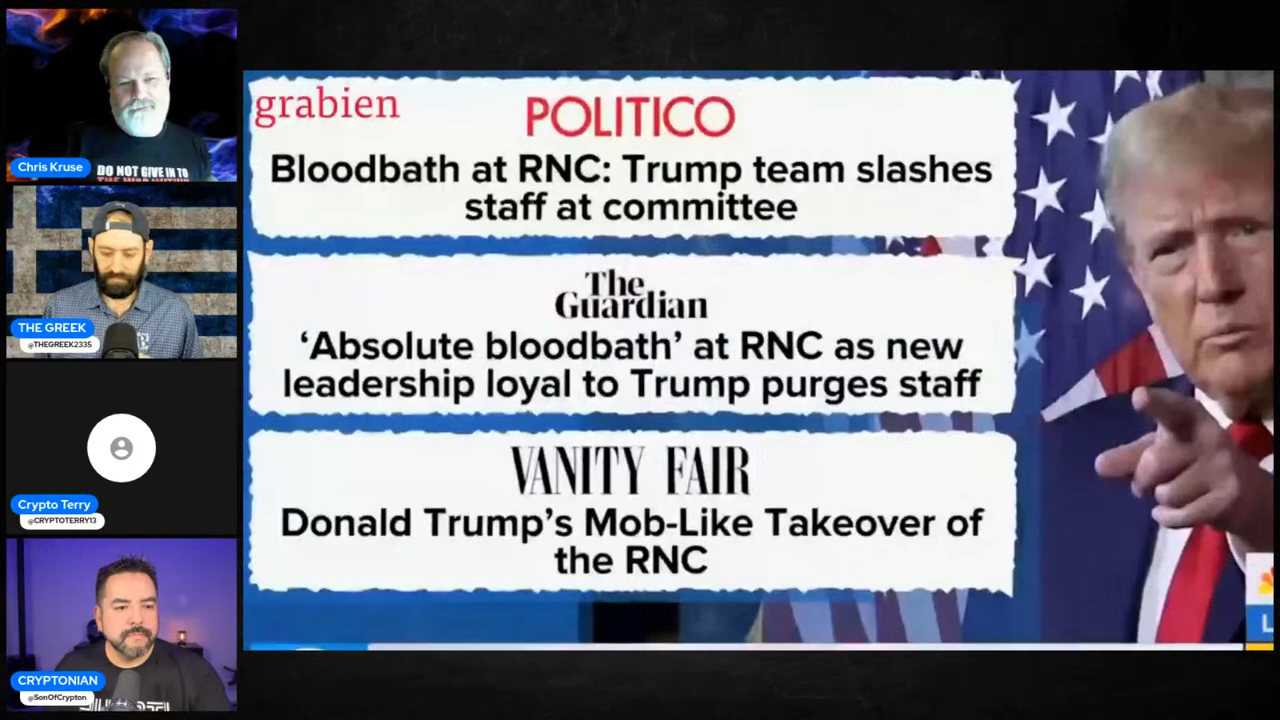 Chris Kruse
DO NOT GIVE IN TO
THE GREEK
@THEGREEK2335
Crypto Terry
@CRYPTOTERRY13
CRYPTONIAN
@SonOfCrypton
grabien
POLITICO
Bloodbath at RNC: Trump team slashes
staff at committee
The
Guardian
‘Absolute bloodbath’ at RNC as new
leadership loyal to Trump purges staff
VANITY FAIR
Donald Trump’s Mob-Like Takeover of
the RNC